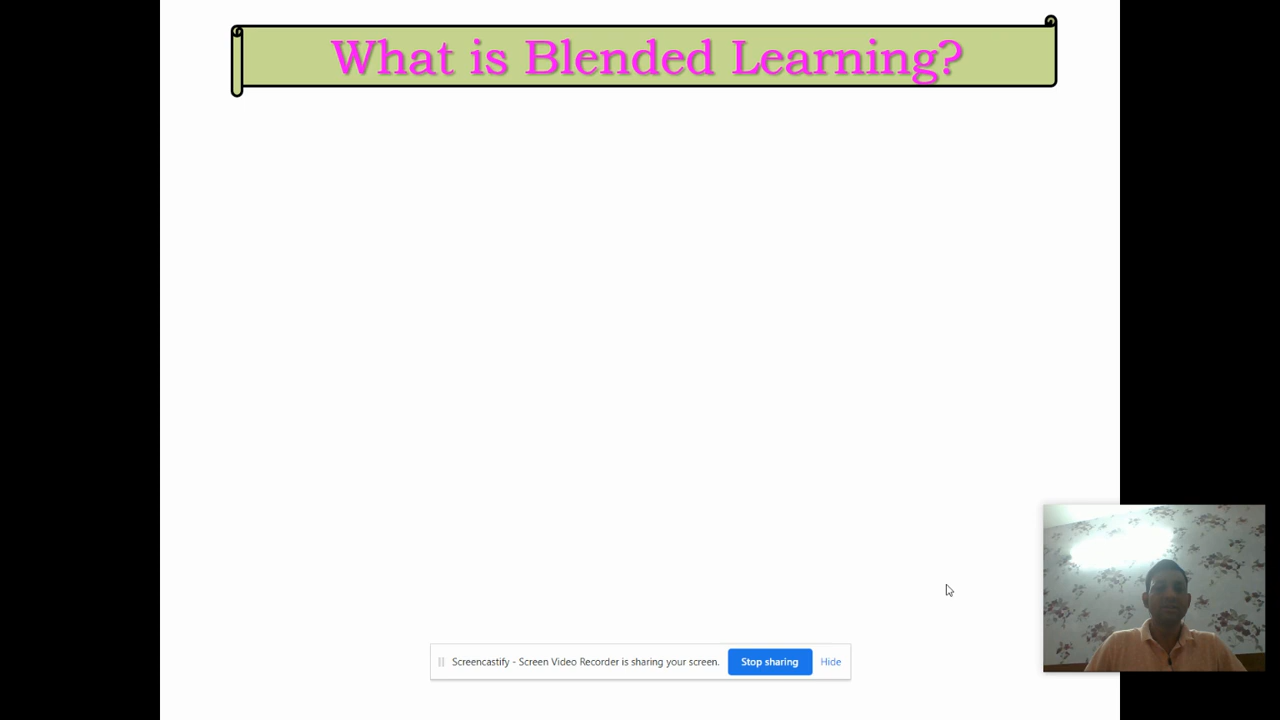 What is Blended Learning?
Screencastify - Screen Video Recorder is sharing your screen. Stop sharing Hide